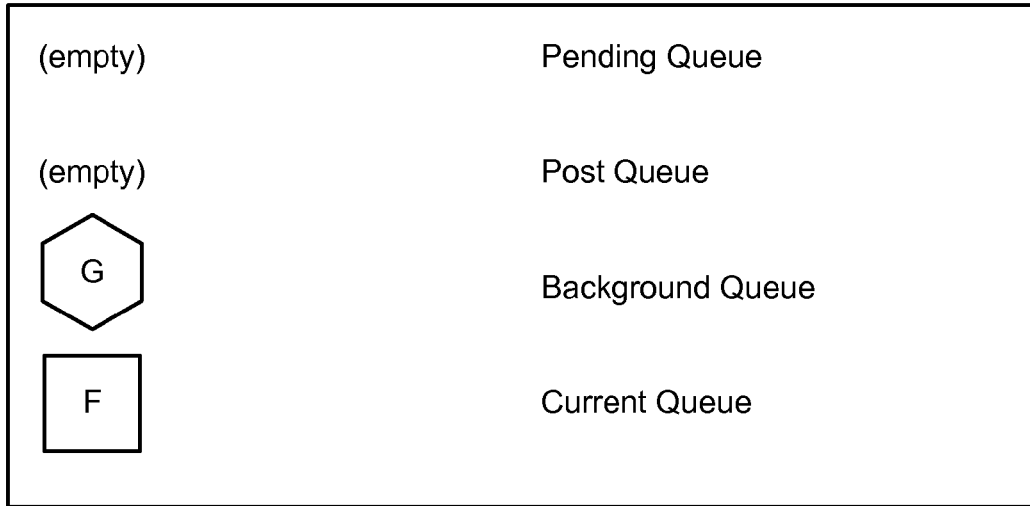 (empty) Pending Queue
(empty) Post Queue
G Background Queue
F Current Queue